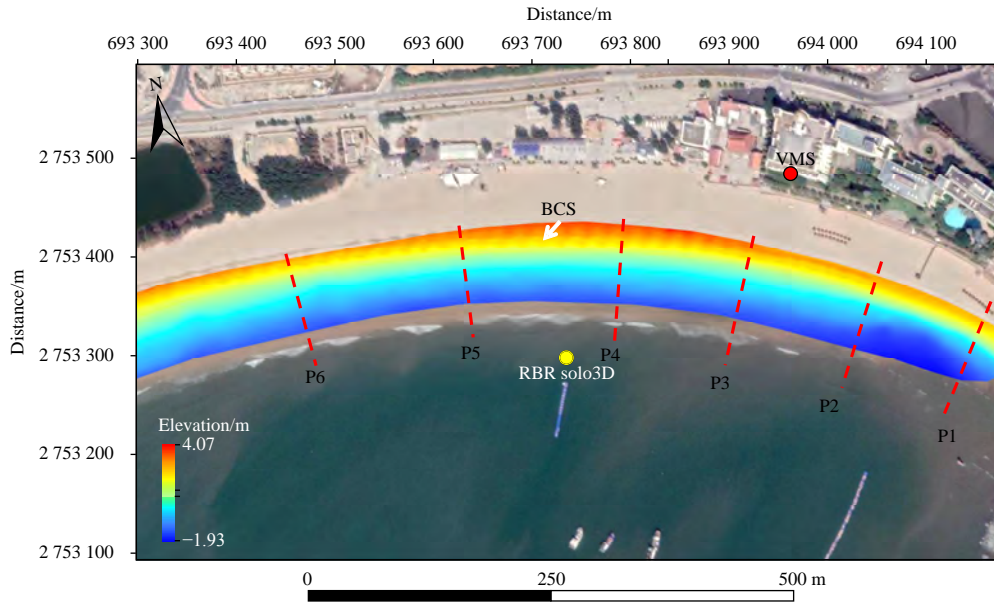 Distance/m
693 300 693 400 693 500 693 600 693 700 693 800 693 900 694 000 694 100
N
2 753 500
VMS
BCS
2 753 400
Distance/m
2 753 300
P6
P5
P4
P3
P2
P1
RBR solo3D
Elevation/m
4.07
2 753 200
−1.93
2 753 100
0 250 500 m